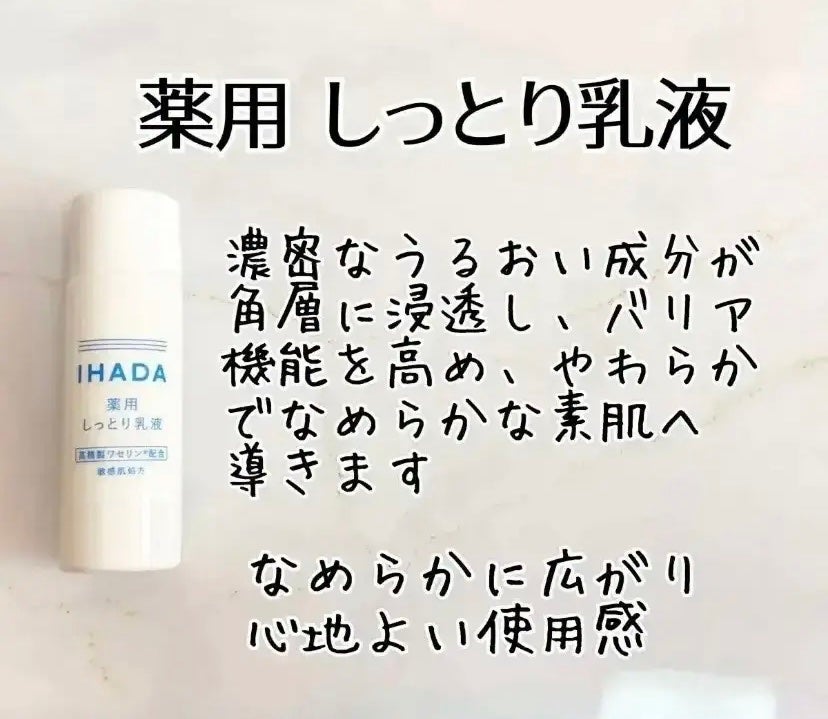 薬用 しっとり乳液
濃密なうるおい成分が
角層に浸透し、バリア
機能を高め、やわらか
でなめらかな素肌へ
導きます
なめらかに広がり
心地よい使用感
IHADA
薬用
しっとり乳液
高精製ワセリン*配合
敏感肌処方